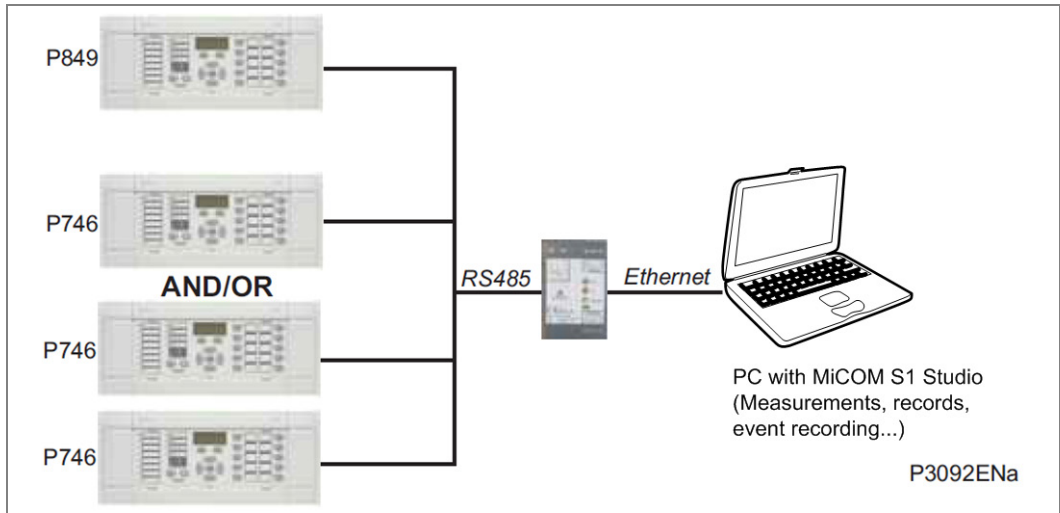 P849
P746
AND/OR
RS485
Ethernet
P746
PC with MiCOM S1 Studio
(Measurements, records,
event recording...)
P746
P3092ENa